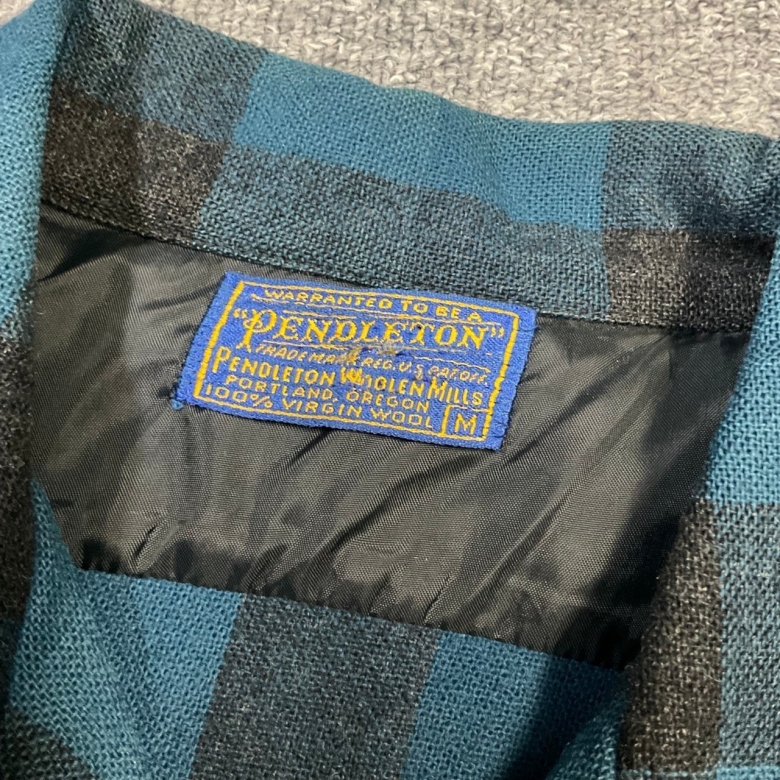 WARRANTED TO BE A
"PENDLETON"
TRADEMARK REG. U.S. PAT. OFF.
PENDLETON WOOLEN MILLS
PORTLAND, OREGON
100% VIRGIN WOOL M